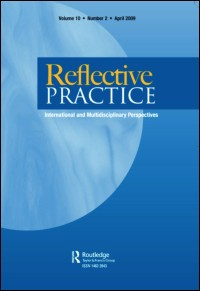 Volume 10 • Number 2 • April 2009
Reflective
PRACTICE
International and Multidisciplinary Perspectives
Routledge
Taylor & Francis Group